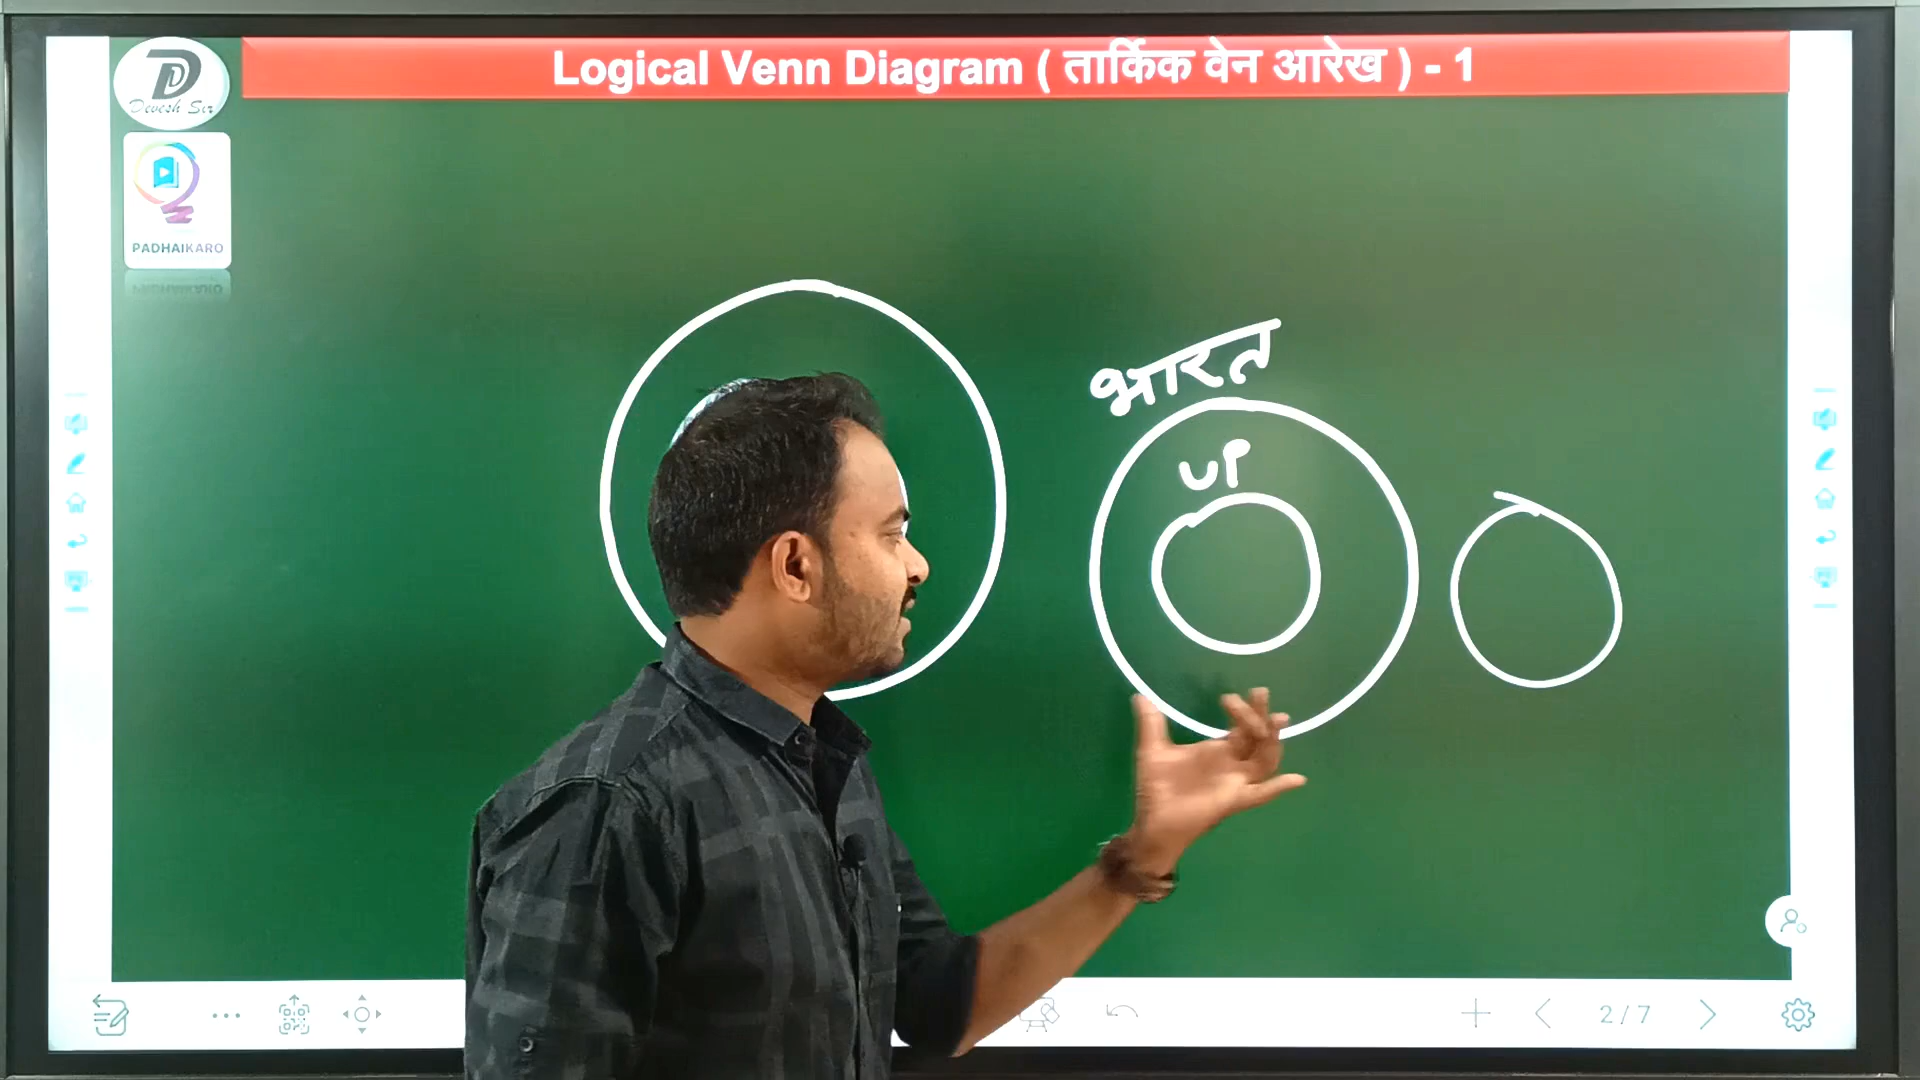 Logical Venn Diagram ( तार्किक वेन आरेख ) - 1
D
Devesh Sir
PADHAIKARO
भारत
UP
2/7